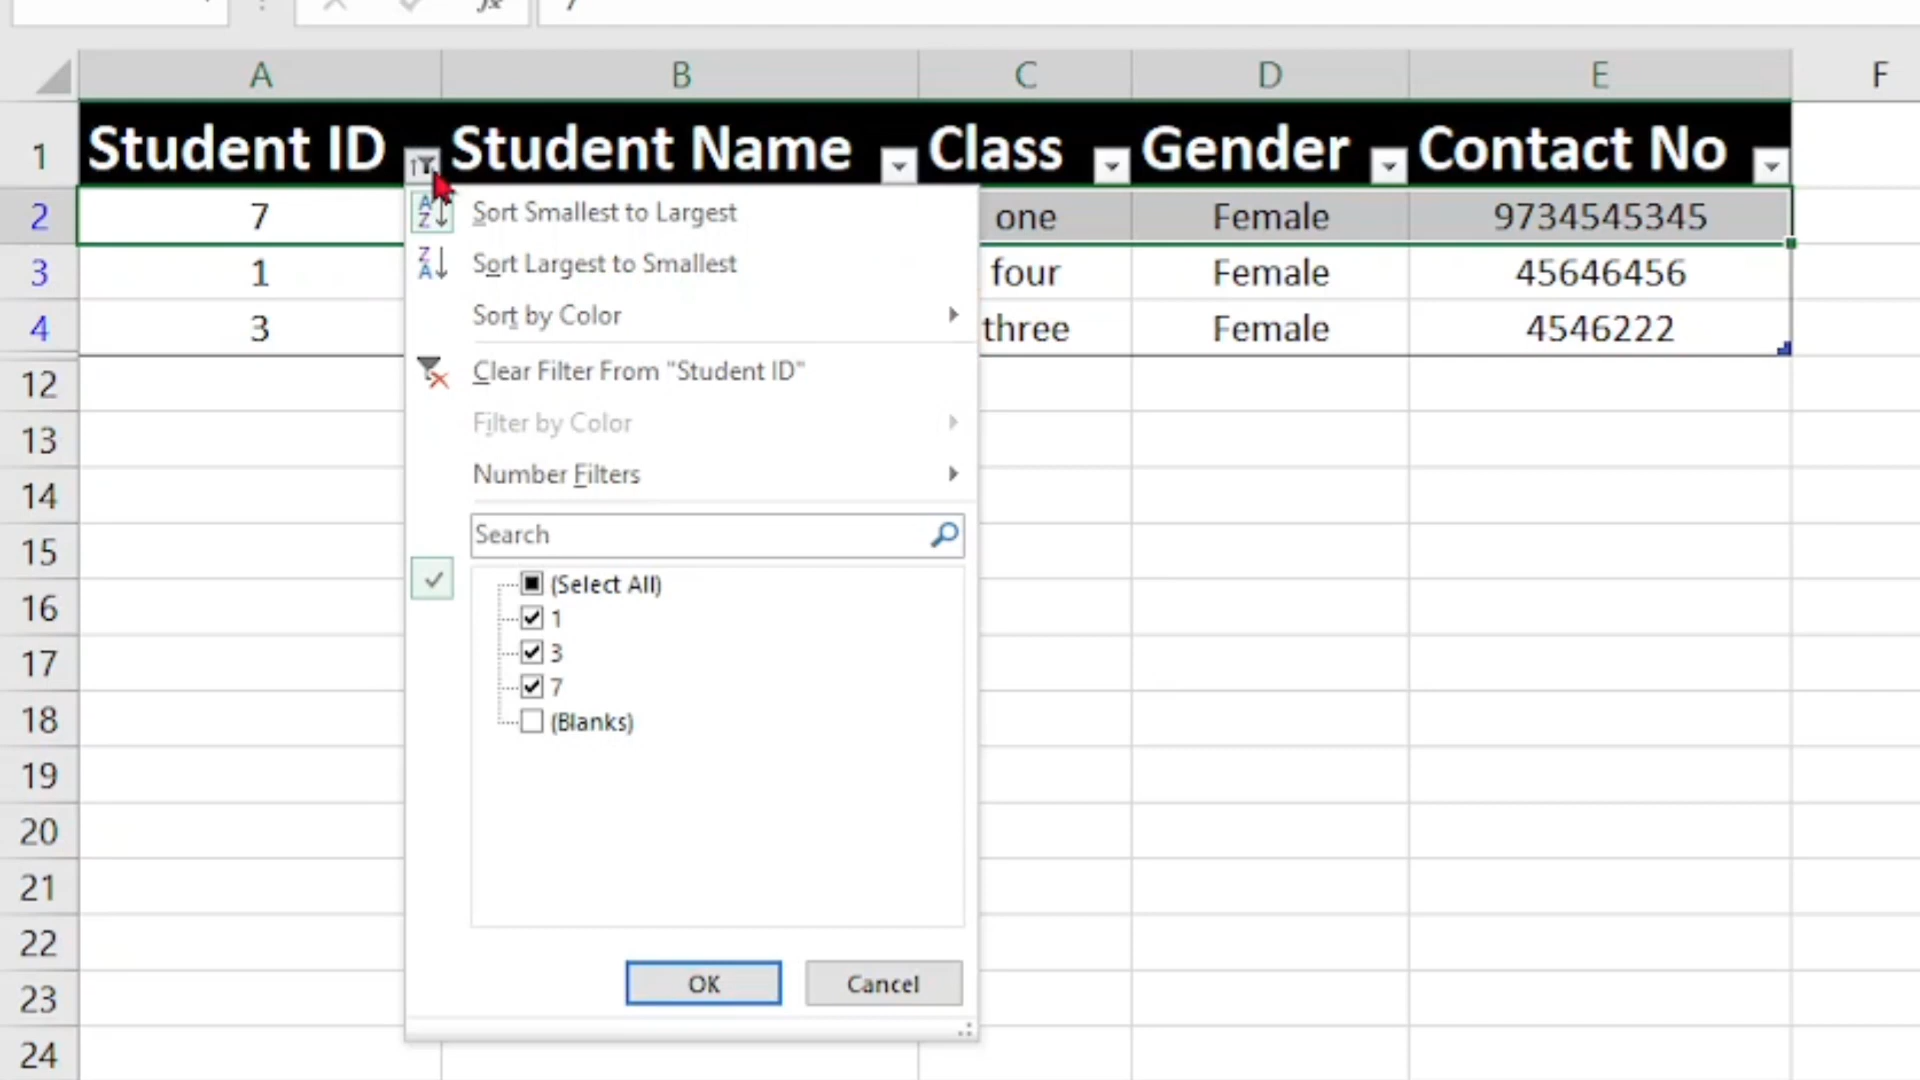 fx 7
A B C D E F
1 Student ID Student Name Class Gender Contact No
2 7 one Female 9734545345
3 1 four Female 45646456
4 3 three Female 4546222
12
13
14
15
16
17
18
19
20
21
22
23
24
Sort Smallest to Largest
Sort Largest to Smallest
Sort by Color
Clear Filter From "Student ID"
Filter by Color
Number Filters
Search
(Select All)
1
3
7
(Blanks)
OK Cancel